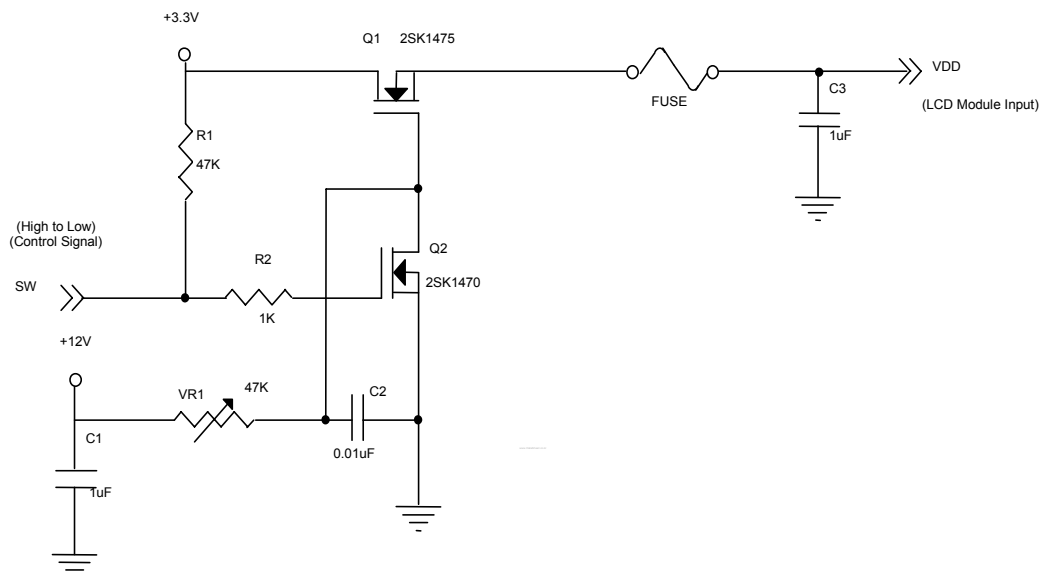 +3.3V
Q1 2SK1475
VDD
FUSE
C3
(LCD Module Input)
R1
1uF
47K
(High to Low)
(Control Signal)
Q2
R2
SW
2SK1470
1K
+12V
VR1
47K
C2
C1
0.01uF
1uF